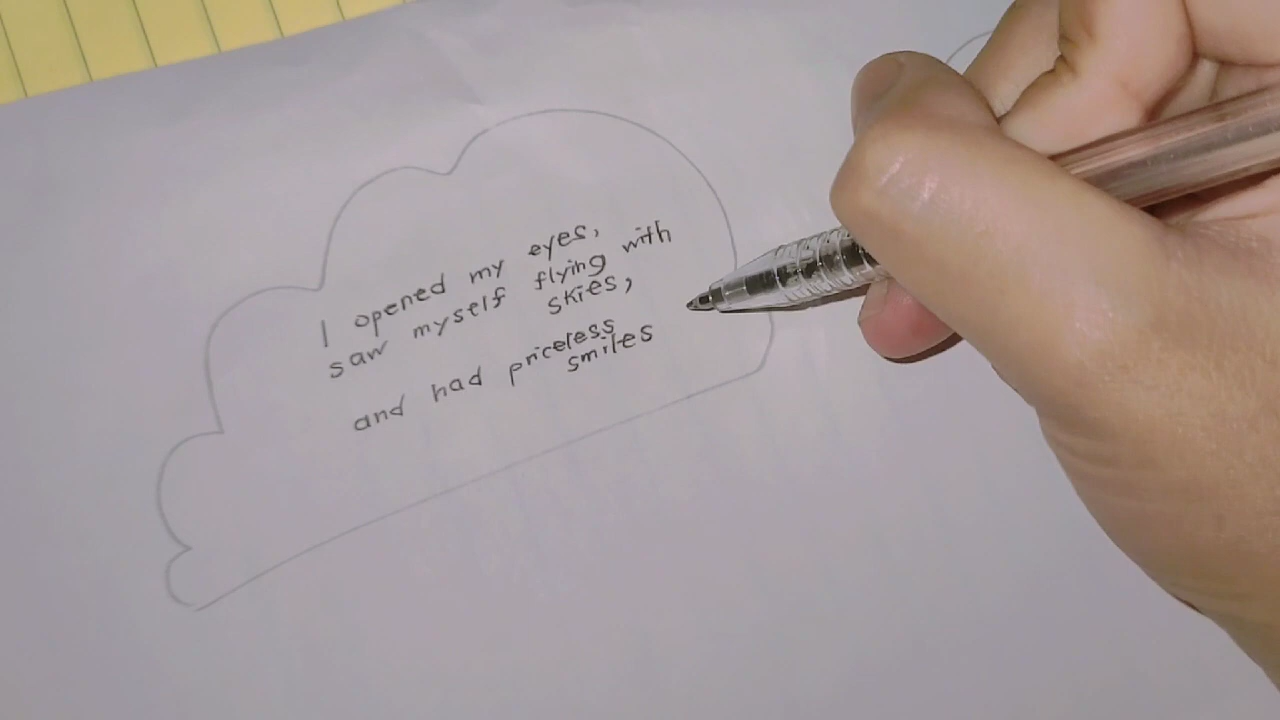 I opened my eyes,
saw myself flying with
skies,
and had priceless
smiles